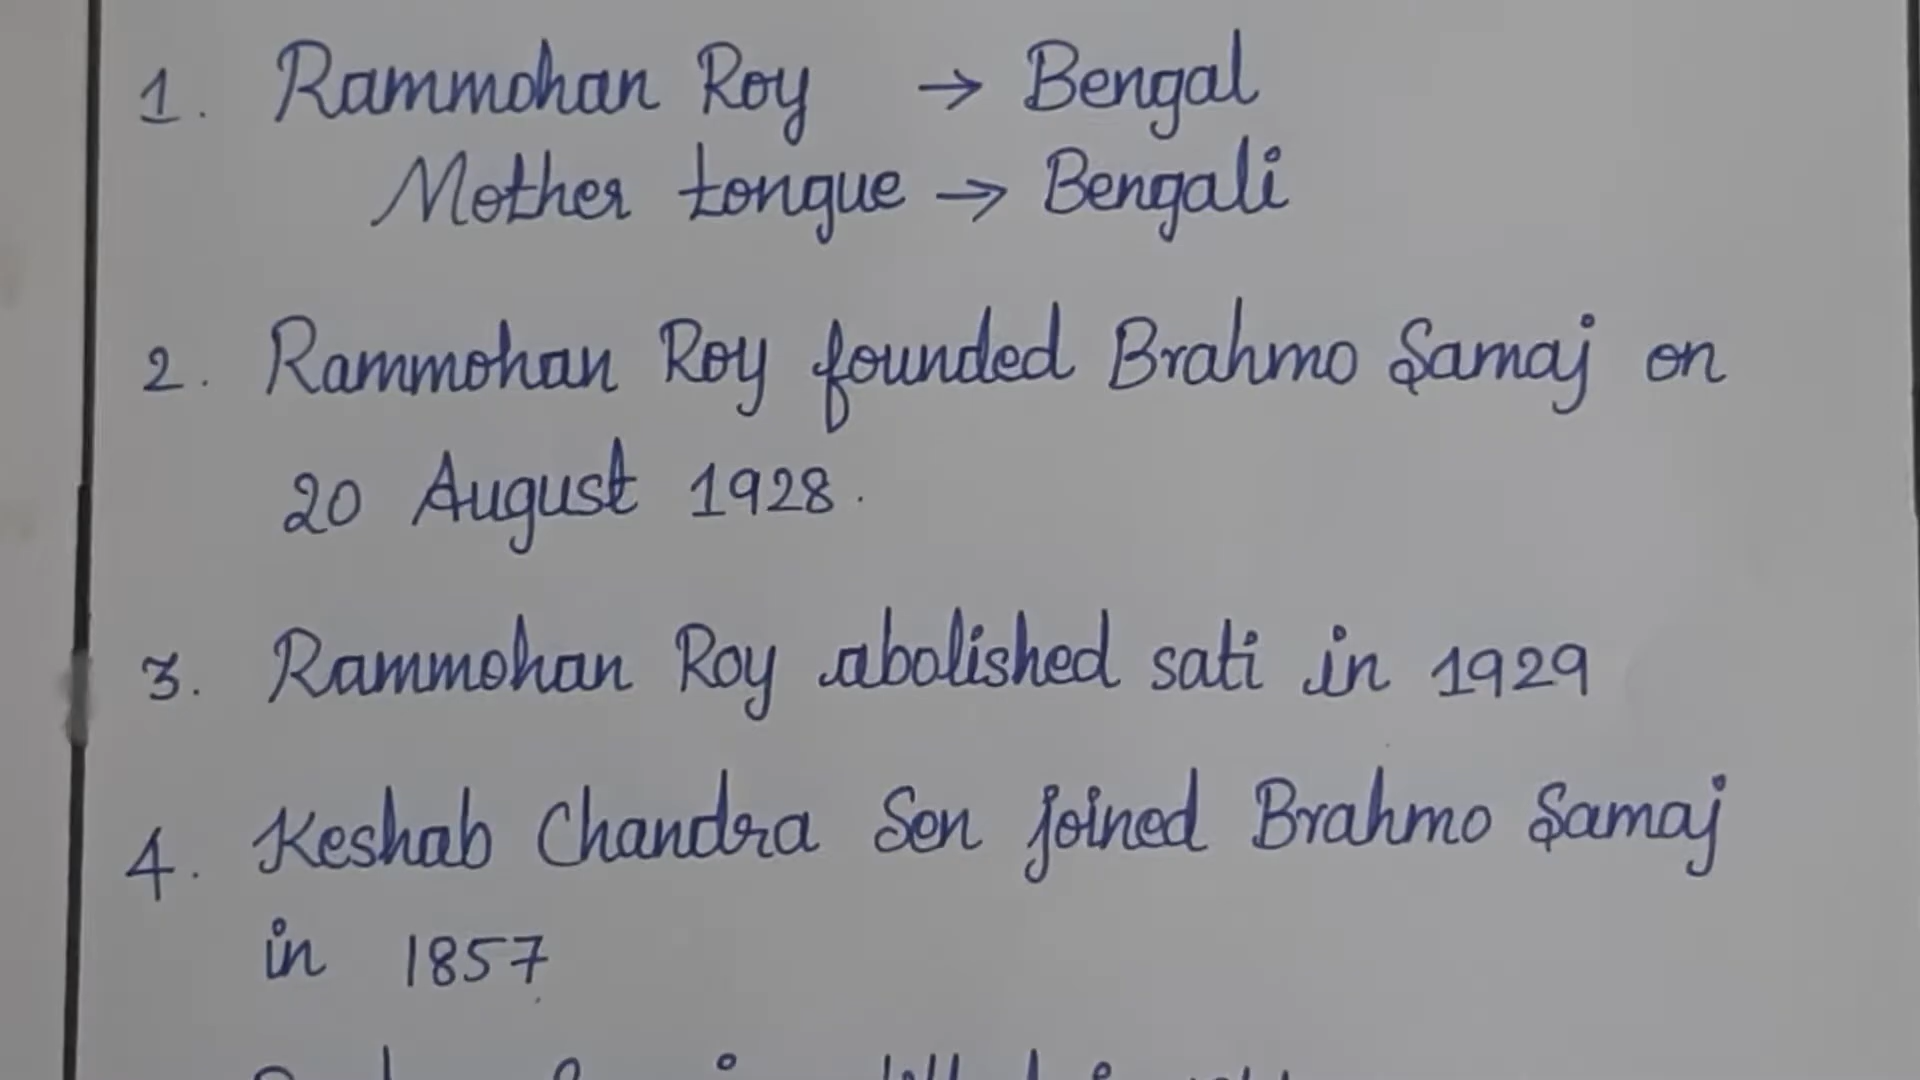 1. Rammohan Roy → Bengal
Mother tongue → Bengali
2. Rammohan Roy founded Brahmo Samaj on
20 August 1928.
3. Rammohan Roy abolished sati in 1929
4. Keshab Chandra Sen joined Brahmo Samaj
in 1857